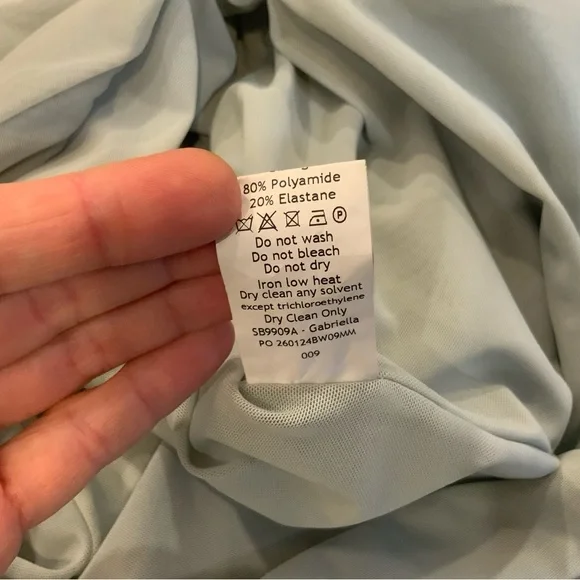 80% Polyamide
20% Elastane
P
Do not wash
Do not bleach
Do not dry
Iron low heat
Dry clean any solvent
except trichloroethylene
Dry Clean Only
SB9909A - Gabriella
PO 260124BW09MM
009